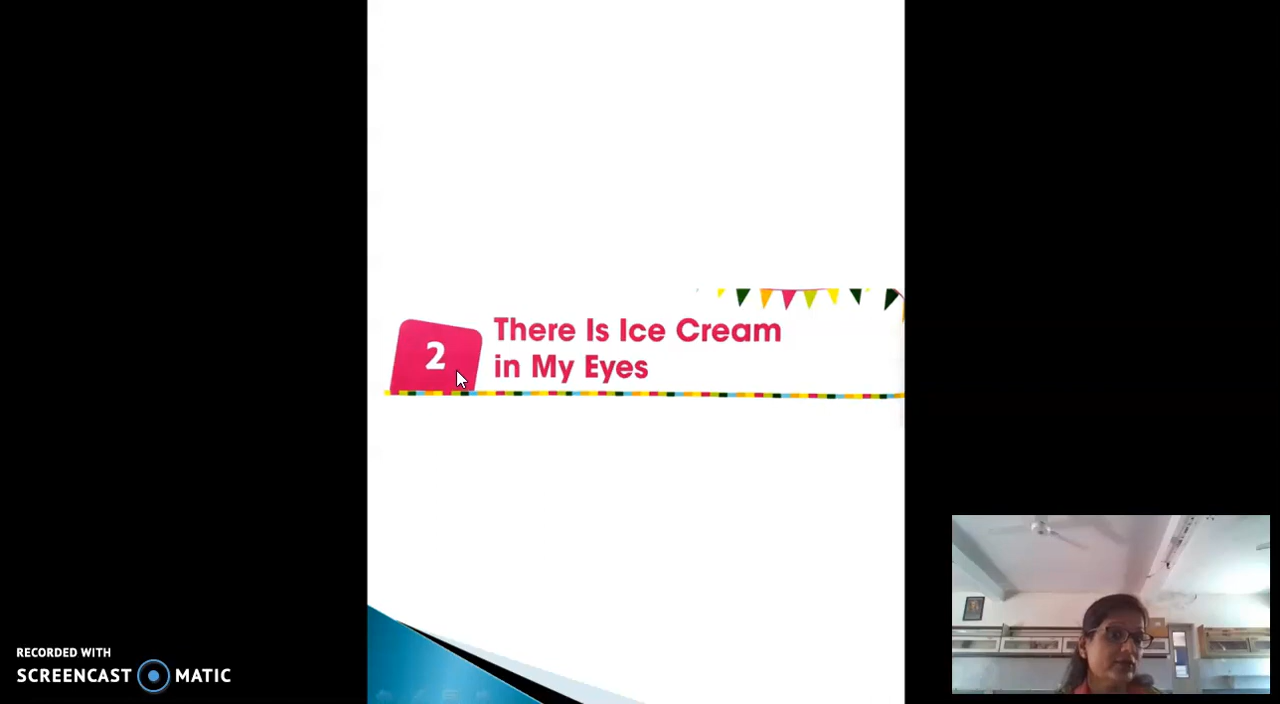 2
There Is Ice Cream
in My Eyes
RECORDED WITH
SCREENCAST MATIC